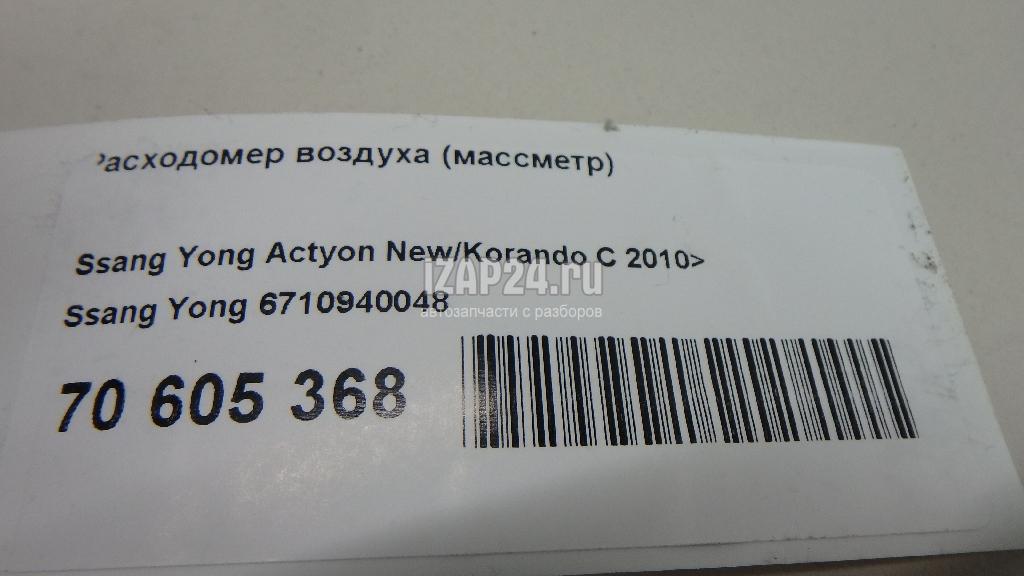 Расходомер воздуха (массметр)
Ssang Yong Actyon New/Korando C 2010>
iZAP24.ru
Ssang Yong 6710940048
автозапчасти с разборов
70 605 368